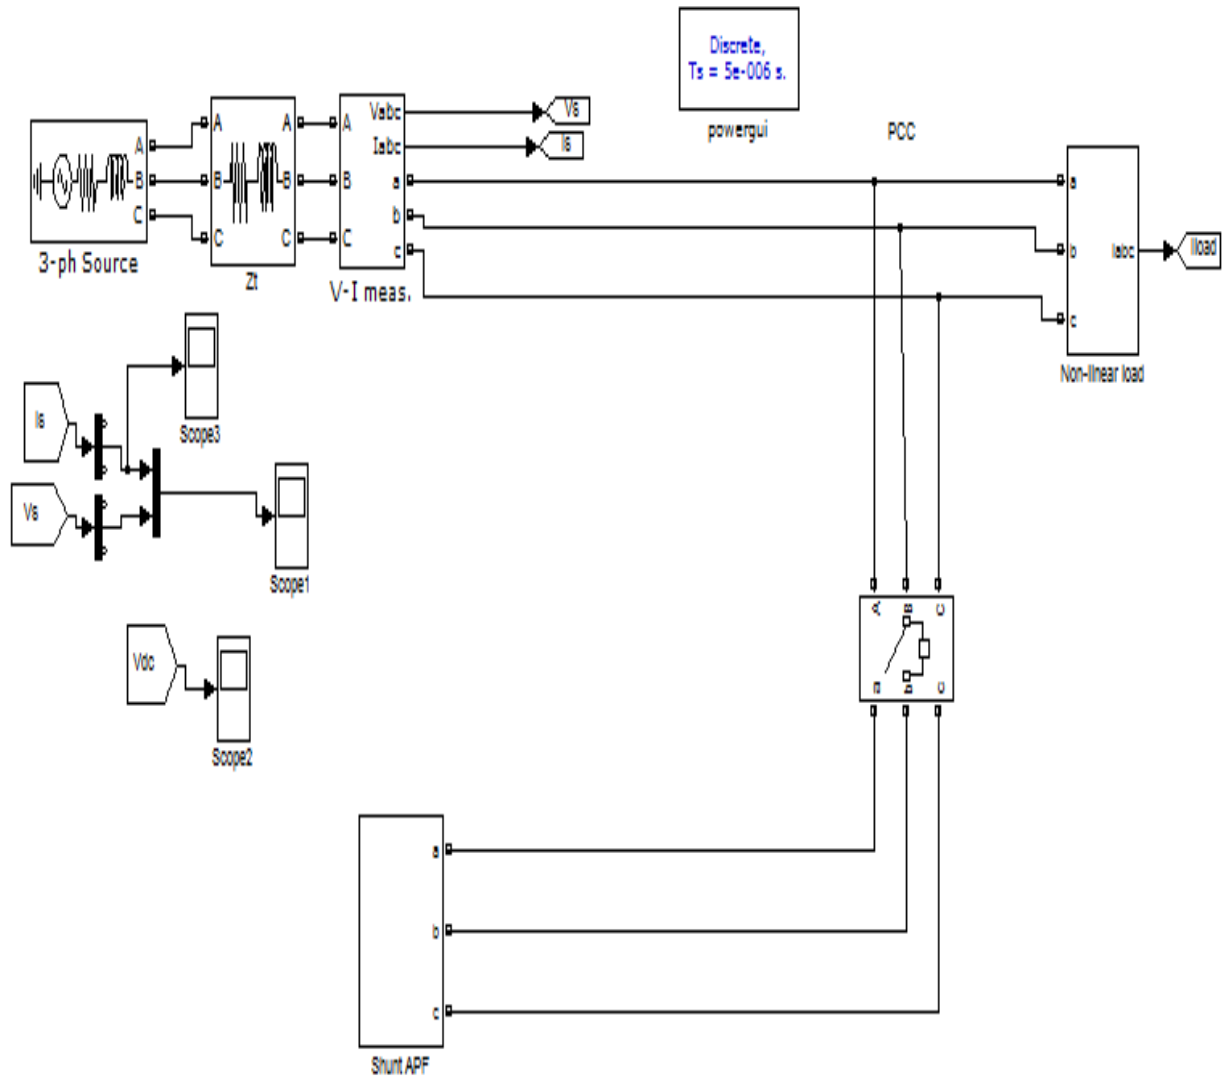 Discrete,
Ts = 5e-006 s.
powergui
PCC
A
B
C
3-ph Source
A
B
C
A
B
C
Zt
A
B
C
Vabc
Iabc
a
b
c
V-I meas.
Vs
Is
a
b
c
Iabc
Non-linear load
Iload
Is
Scope3
Vs
Scope1
Vdc
Scope2
A
B
C
a
b
c
a
b
c
Shunt APF